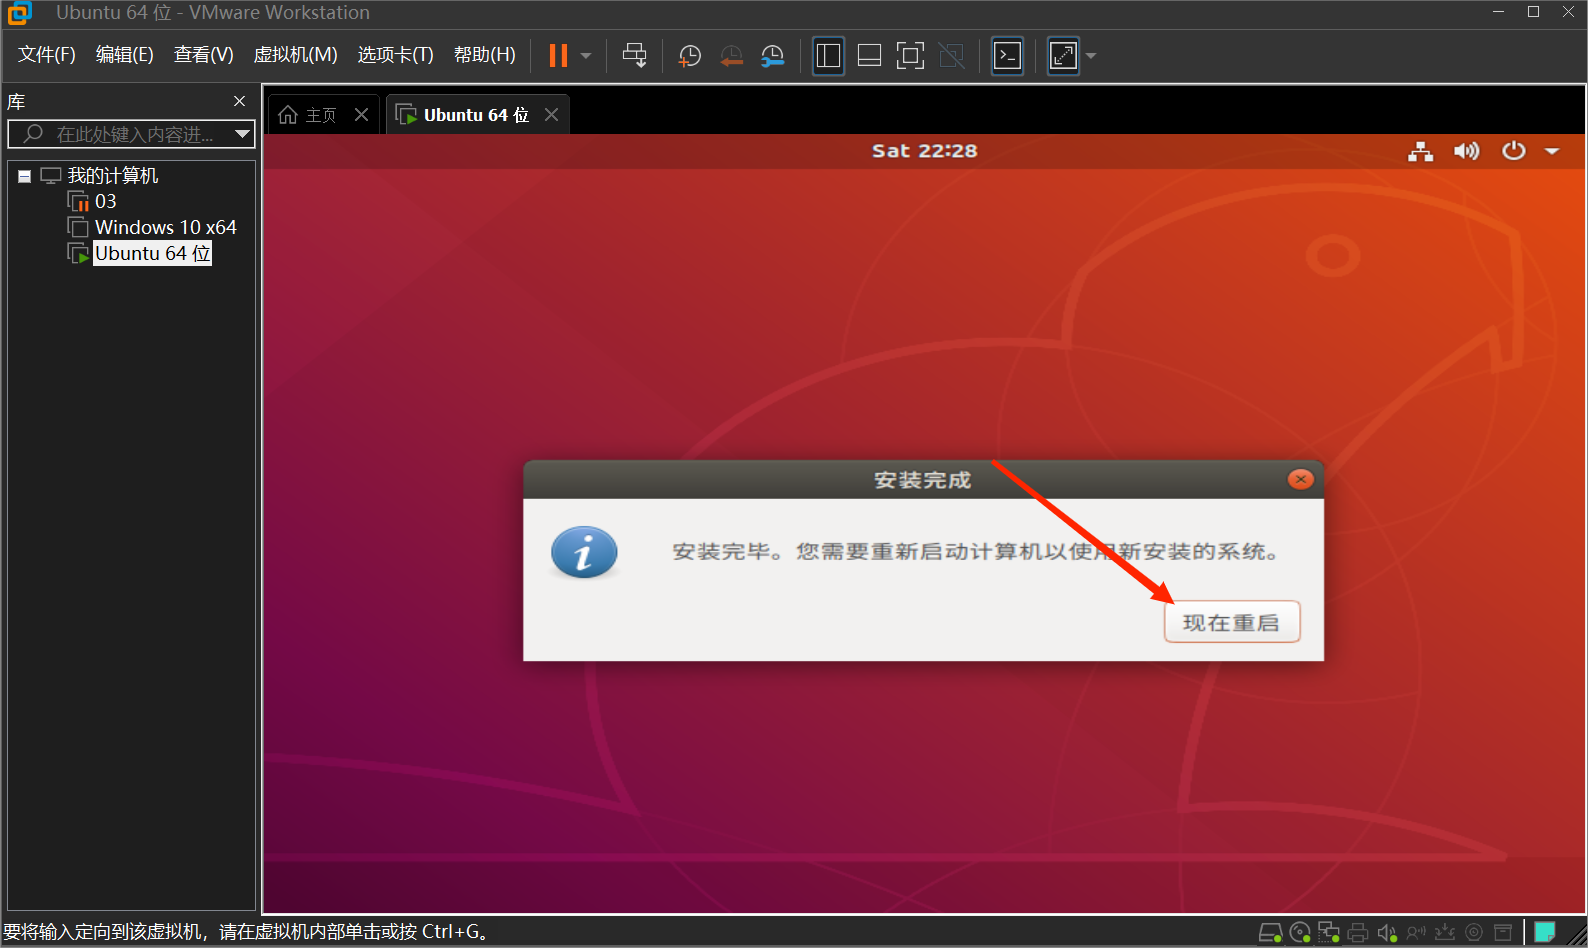 Ubuntu 64 位 - VMware Workstation
文件(F) 编辑(E) 查看(V) 虚拟机(M) 选项卡(T) 帮助(H)
库
主页
Ubuntu 64 位
在此处键入内容进...
Sat 22:28
我的计算机
03
Windows 10 x64
Ubuntu 64 位
安装完成
安装完毕。您需要重新启动计算机以使用新安装的系统。
现在重启
要将输入定向到该虚拟机，请在虚拟机内部单击或按 Ctrl+G。